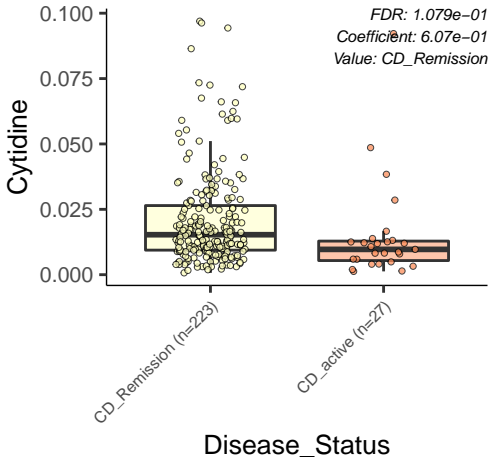 FDR: 1.079e−01
Coefficient: 6.07e−01
Value: CD_Remission
0.100
0.075
0.050
0.025
0.000
Cytidine
CD_Remission (n=223)
CD_active (n=27)
Disease_Status